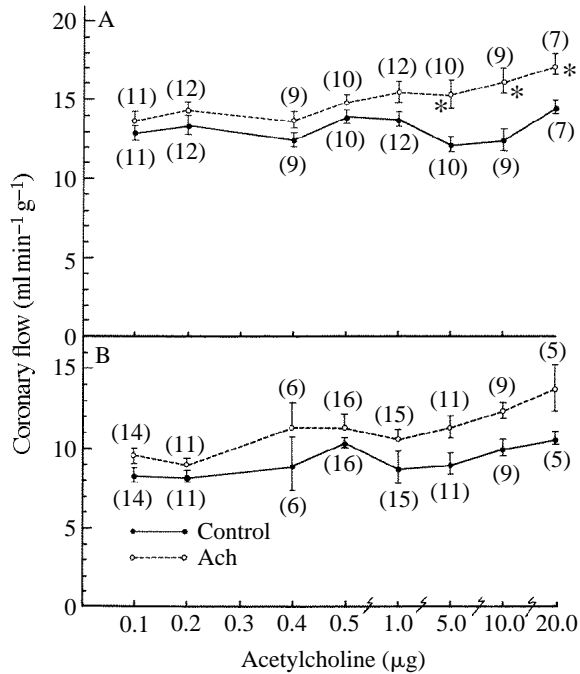 A
20
15
10
5
0
(11) (12) (9) (10) (12) (10) (9) (7)
* * *
(11) (12) (9) (10) (12) (10) (9) (7)
B
15
10
5
0
(14) (11) (6) (16) (15) (11) (9) (5)
(14) (11) (6) (16) (15) (11) (9) (5)
Control
Ach
0.1 0.2 0.3 0.4 0.5 1.0 5.0 10.0 20.0
Acetylcholine (µg)
Coronary flow (ml min⁻¹ g⁻¹)